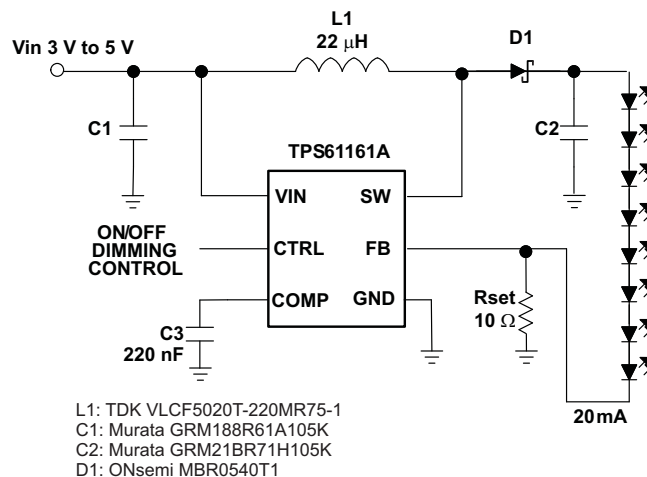 L1
22 μH
Vin 3 V to 5 V
D1
C1
C2
TPS61161A
VIN
SW
ON/OFF
DIMMING
CONTROL
CTRL
FB
COMP
GND
Rset
10 Ω
C3
220 nF
20mA
L1: TDK VLCF5020T-220MR75-1
C1: Murata GRM188R61A105K
C2: Murata GRM21BR71H105K
D1: ONsemi MBR0540T1